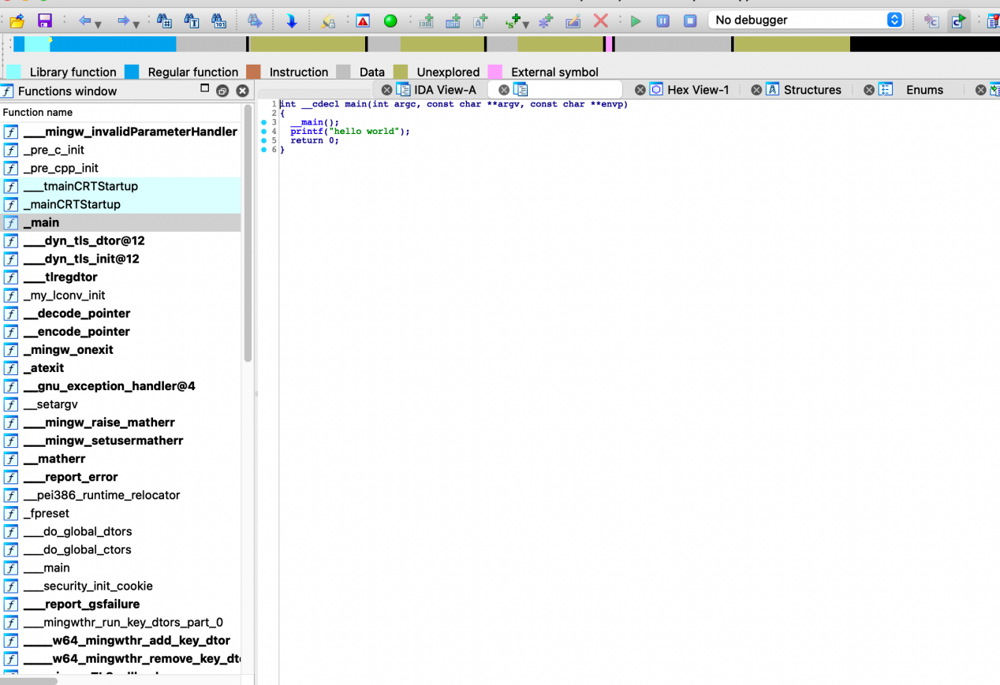 No debugger
Library function Regular function Instruction Data Unexplored External symbol
Functions window
IDA View-A Hex View-1 Structures Enums
Function name
___mingw_invalidParameterHandler
_pre_c_init
_pre_cpp_init
___tmainCRTStartup
_mainCRTStartup
_main
___dyn_tls_dtor@12
___dyn_tls_init@12
___tlregdtor
_my_lconv_init
__decode_pointer
__encode_pointer
_mingw_onexit
_atexit
__gnu_exception_handler@4
__setargv
___mingw_raise_matherr
___mingw_setusermatherr
__matherr
___report_error
__pei386_runtime_relocator
_fpreset
___do_global_dtors
___do_global_ctors
___main
___security_init_cookie
___report_gsfailure
___mingwthr_run_key_dtors_part_0
____w64_mingwthr_add_key_dtor
____w64_mingwthr_remove_key_dt
1 int __cdecl main(int argc, const char **argv, const char **envp)
2 {
3 __main();
4 printf("hello world");
5 return 0;
6 }